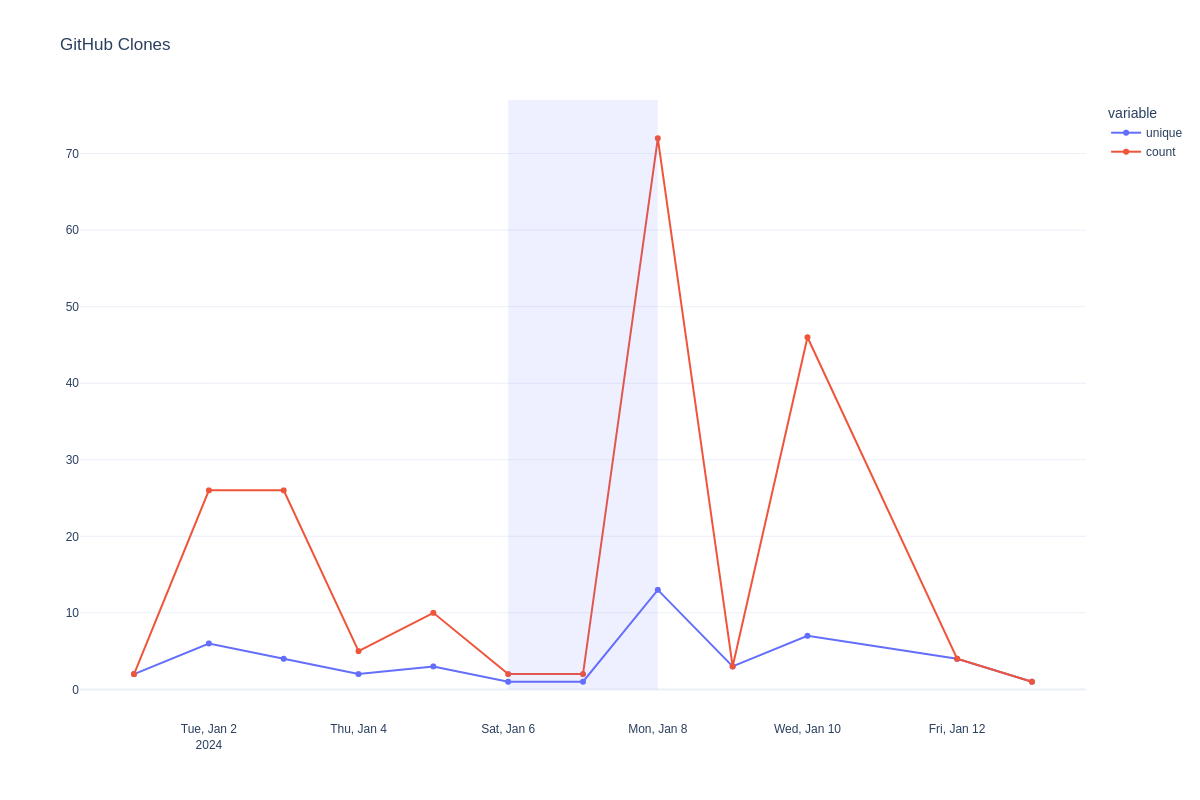 GitHub Clones
variable
unique
count
70
60
50
40
30
20
10
0
Tue, Jan 2
2024
Thu, Jan 4
Sat, Jan 6
Mon, Jan 8
Wed, Jan 10
Fri, Jan 12